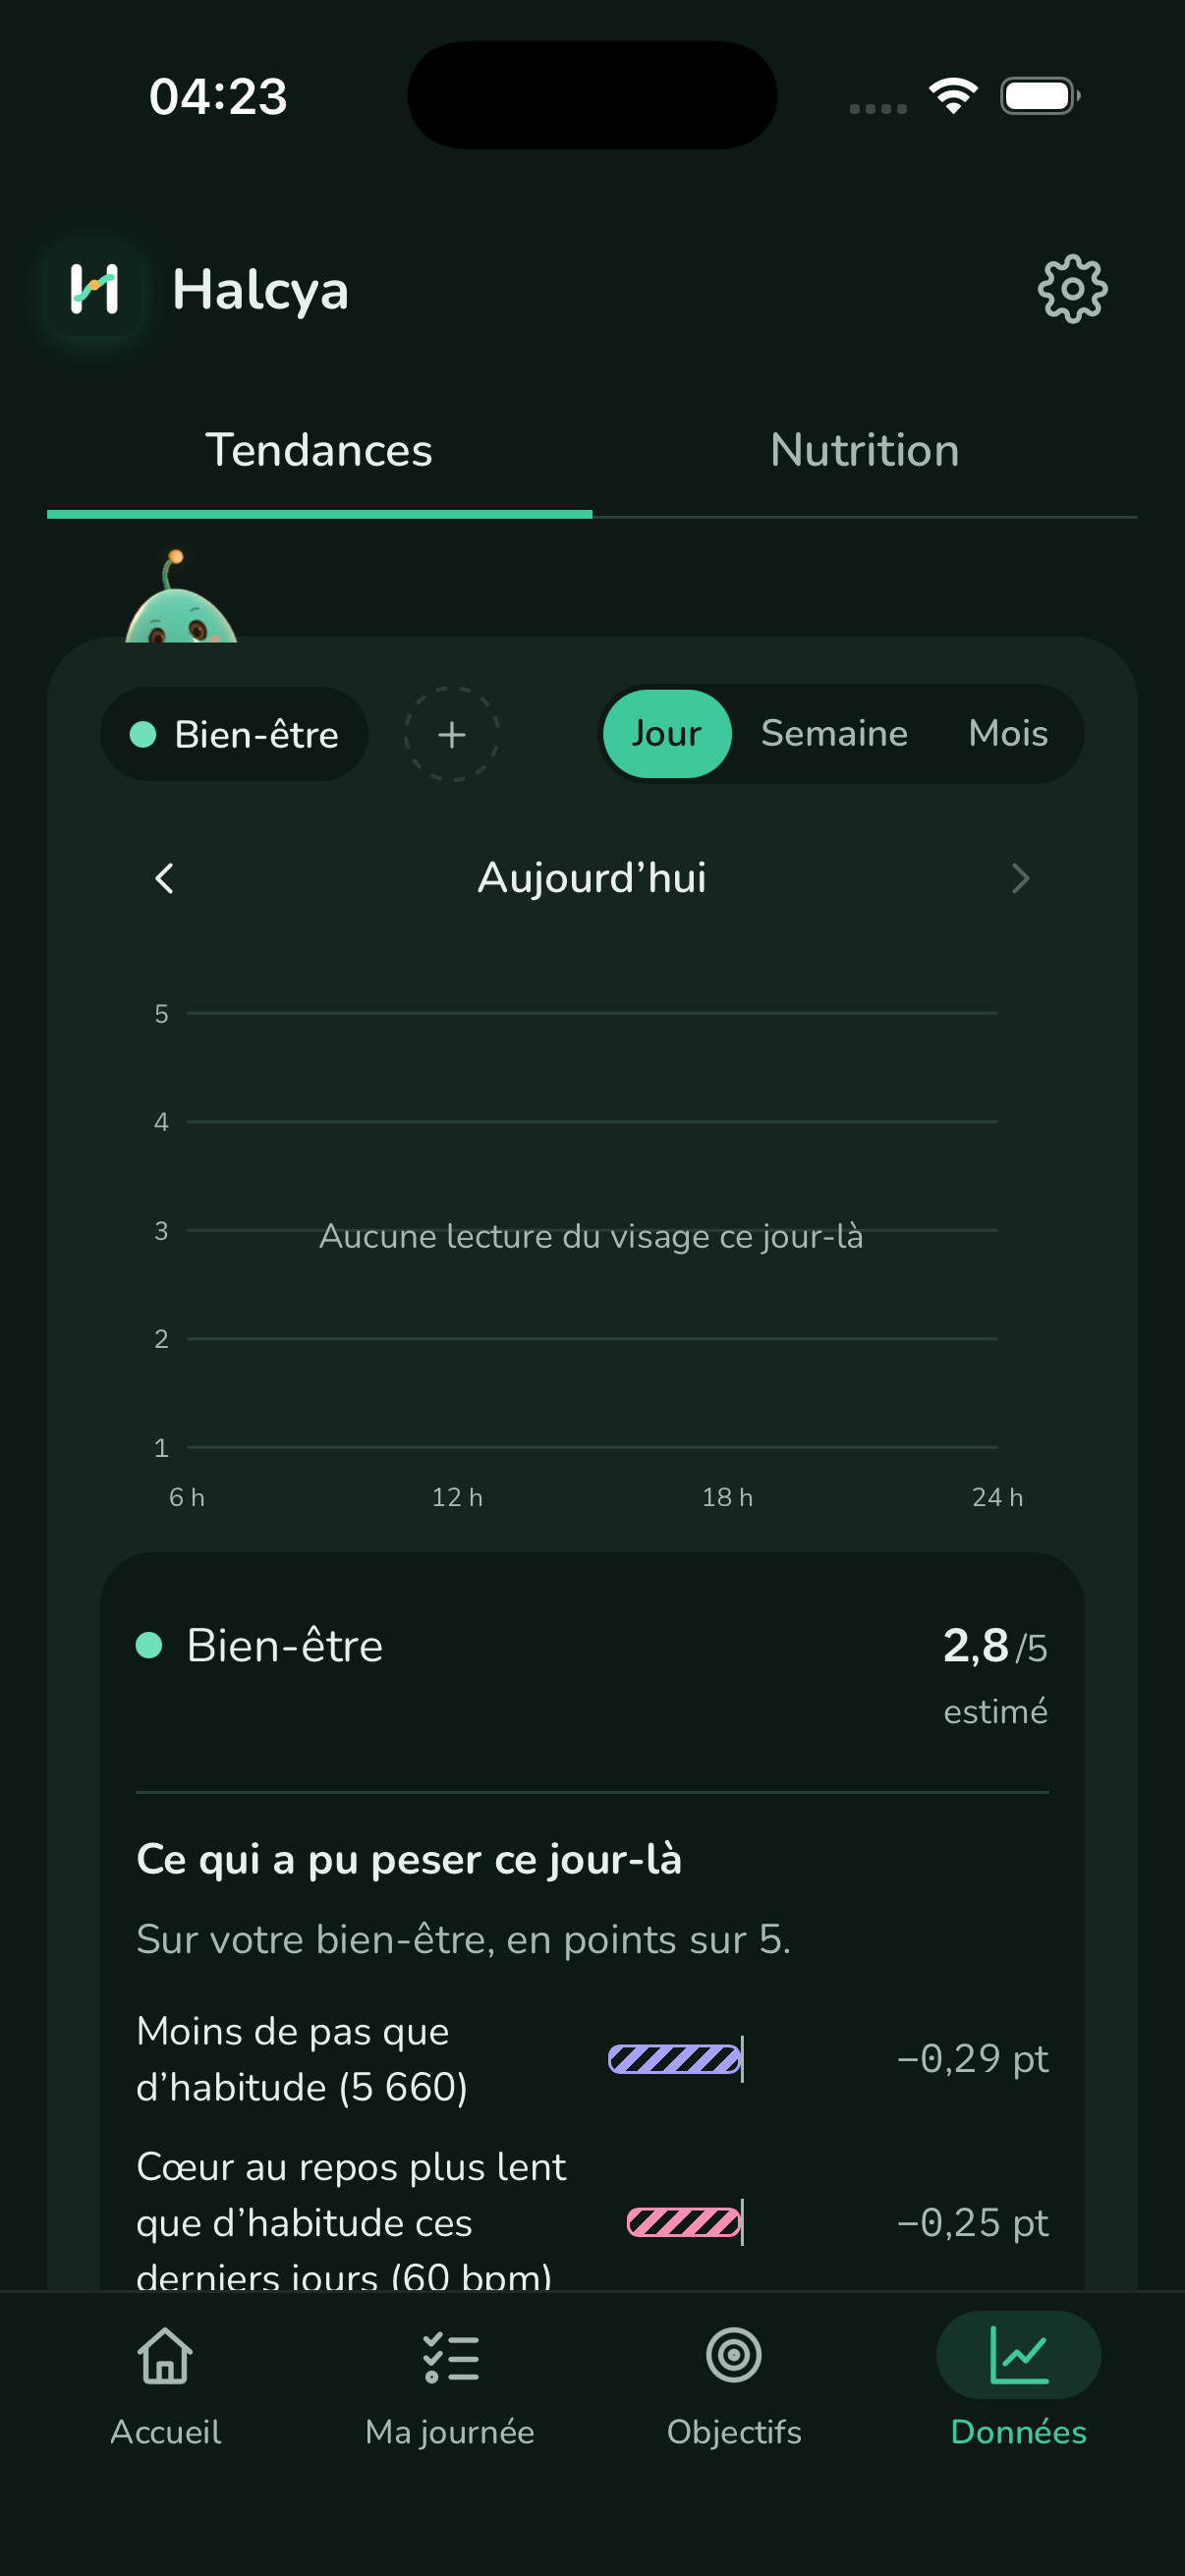 04:23
Halcya
Tendances
Nutrition
Bien-être
+
Jour
Semaine
Mois
Aujourd’hui
5
4
3
Aucune lecture du visage ce jour-là
2
1
6 h
12 h
18 h
24 h
Bien-être
2,8 /5
estimé
Ce qui a pu peser ce jour-là
Sur votre bien-être, en points sur 5.
Moins de pas que
d’habitude (5 660)
−0,29 pt
Cœur au repos plus lent
que d’habitude ces
derniers jours (60 bpm)
−0,25 pt
Accueil
Ma journée
Objectifs
Données